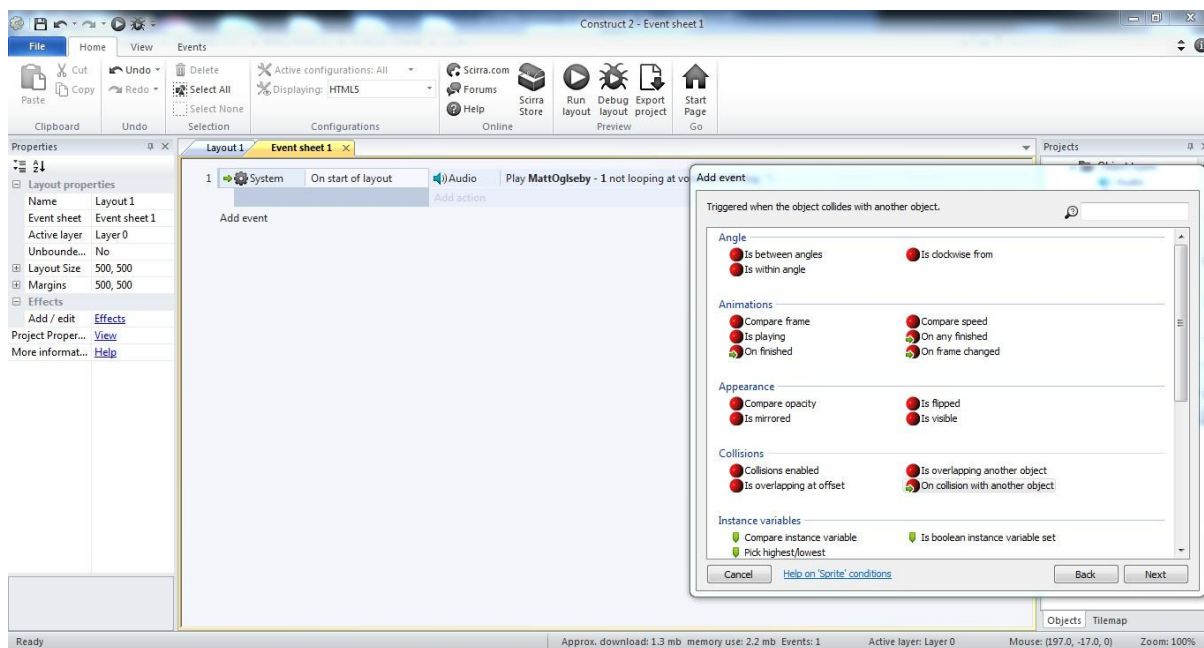 Construct 2 - Event sheet 1
File Home View Events
Paste Cut Copy
Clipboard
Undo Redo
Undo
Delete Select All Select None
Selection
Active configurations: All
Displaying: HTML5
Configurations
Scirra.com Forums Help
Scirra Store
Online
Run layout Debug layout Export project
Preview
Start Page
Go
Properties
Layout 1 Event sheet 1
Projects
Layout properties
Name Layout 1
Event sheet Event sheet 1
Active layer Layer 0
Unbounde... No
Layout Size 500, 500
Margins 500, 500
Effects
Add / edit Effects
Project Proper... View
More informat... Help
1 System On start of layout Audio Play MattOglseby - 1 not looping at vo
Add action
Add event
Add event
Triggered when the object collides with another object.
Angle
Is between angles Is clockwise from
Is within angle
Animations
Compare frame Compare speed
Is playing On any finished
On finished On frame changed
Appearance
Compare opacity Is flipped
Is mirrored Is visible
Collisions
Collisions enabled Is overlapping another object
Is overlapping at offset On collision with another object
Instance variables
Compare instance variable Is boolean instance variable set
Pick highest/lowest
Cancel Help on 'Sprite' conditions Back Next
Objects Tilemap
Ready Approx. download: 1.3 mb memory use: 2.2 mb Events: 1 Active layer: Layer 0 Mouse: (197.0, -17.0, 0) Zoom: 100%